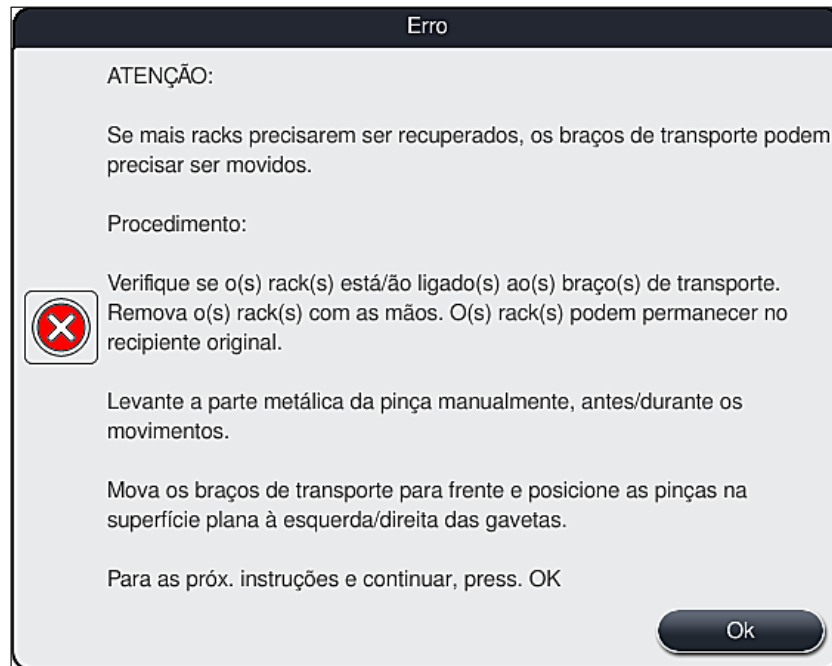 Erro
ATENÇÃO:
Se mais racks precisarem ser recuperados, os braços de transporte podem
precisar ser movidos.
Procedimento:
Verifique se o(s) rack(s) está/ão ligado(s) ao(s) braço(s) de transporte.
Remova o(s) rack(s) com as mãos. O(s) rack(s) podem permanecer no
recipiente original.
Levante a parte metálica da pinça manualmente, antes/durante os
movimentos.
Mova os braços de transporte para frente e posicione as pinças na
superfície plana à esquerda/direita das gavetas.
Para as próx. instruções e continuar, press. OK
Ok